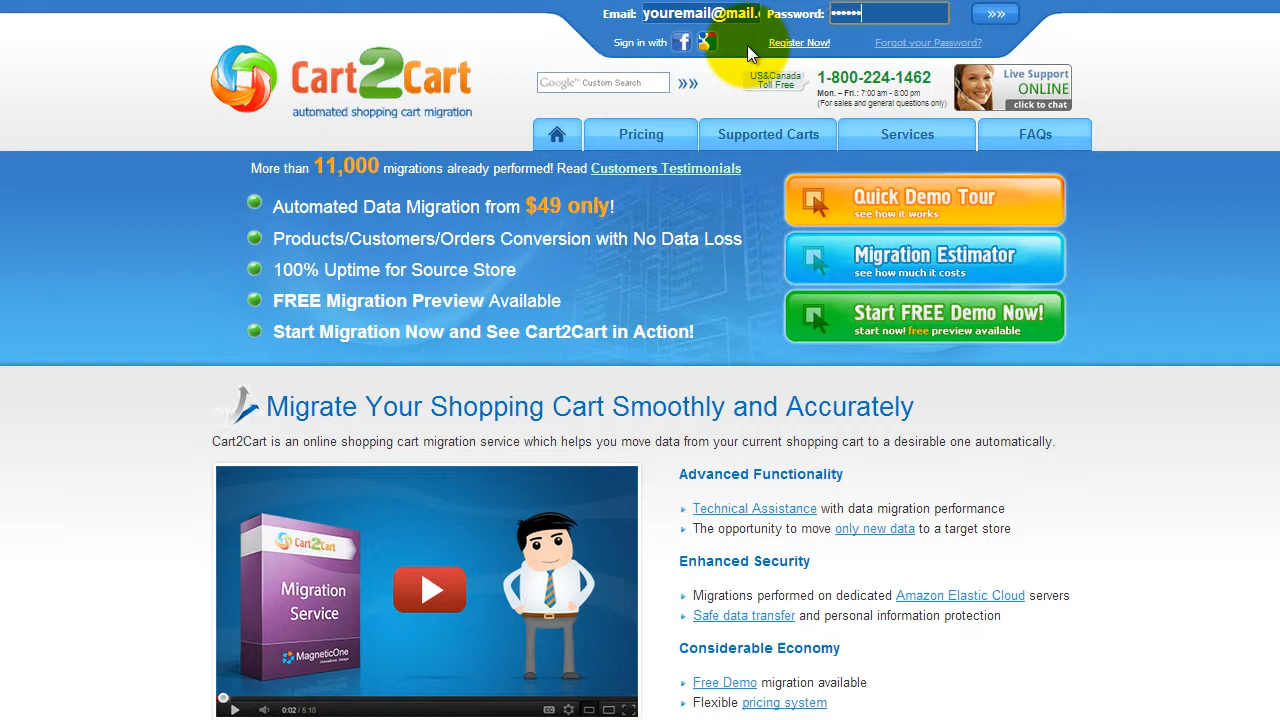 Email: youremail@mail. Password: •••••• »»
Sign in with Register Now! Forgot your Password?
Cart2Cart
automated shopping cart migration
Google™ Custom Search »»
US&Canada
Toll Free
1-800-224-1462
Mon. – Fri.: 7:00 am - 8:00 pm
(For sales and general questions only)
Live Support
ONLINE
click to chat
Pricing Supported Carts Services FAQs
More than 11,000 migrations already performed! Read Customers Testimonials
Automated Data Migration from $49 only!
Products/Customers/Orders Conversion with No Data Loss
100% Uptime for Source Store
FREE Migration Preview Available
Start Migration Now and See Cart2Cart in Action!
Quick Demo Tour
see how it works
Migration Estimator
see how much it costs
Start FREE Demo Now!
start now! free preview available
Migrate Your Shopping Cart Smoothly and Accurately
Cart2Cart is an online shopping cart migration service which helps you move data from your current shopping cart to a desirable one automatically.
Cart2Cart
Migration
Service
MagneticOne
0:02 / 5:10
CC
Advanced Functionality
Technical Assistance with data migration performance
The opportunity to move only new data to a target store
Enhanced Security
Migrations performed on dedicated Amazon Elastic Cloud servers
Safe data transfer and personal information protection
Considerable Economy
Free Demo migration available
Flexible pricing system